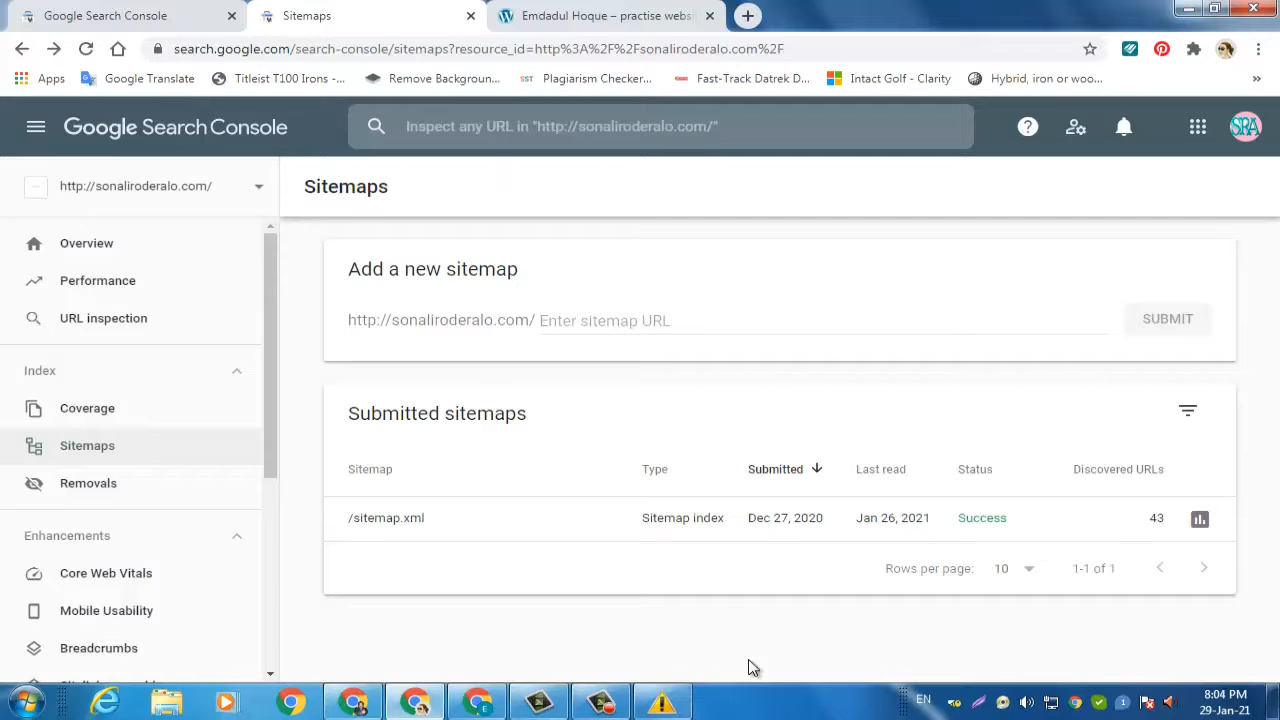 Google Search Console
Sitemaps
Emdadul Hoque – practise webs
search.google.com/search-console/sitemaps?resource_id=http%3A%2F%2Fsonaliroderalo.com%2F
Apps
Google Translate
Titleist T100 Irons -...
Remove Backgroun...
SST
Plagiarism Checker...
Fast-Track Datrek D...
Intact Golf - Clarity
Hybrid, iron or woo...
»
Google Search Console
Inspect any URL in "http://sonaliroderalo.com/"
SRA
http://sonaliroderalo.com/
Sitemaps
Overview
Performance
URL inspection
Index
Coverage
Sitemaps
Removals
Enhancements
Core Web Vitals
Mobile Usability
Breadcrumbs
Add a new sitemap
http://sonaliroderalo.com/ Enter sitemap URL
SUBMIT
Submitted sitemaps
Sitemap Type Submitted Last read Status Discovered URLs
/sitemap.xml Sitemap index Dec 27, 2020 Jan 26, 2021 Success 43
Rows per page: 10 1-1 of 1
EN
8:04 PM
29-Jan-21